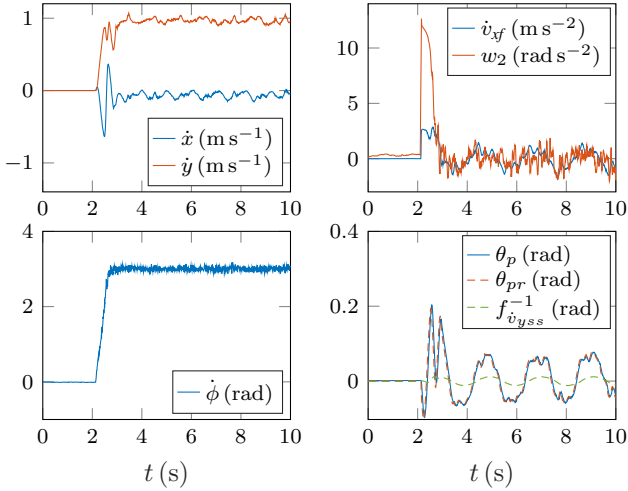 1
0
−1
0 2 4 6 8 10
ẋ (m s⁻¹)
ẏ (m s⁻¹)
10
5
0
0 2 4 6 8 10
v̇ₓf (m s⁻²)
w₂ (rad s⁻²)
4
2
0
0 2 4 6 8 10
t (s)
ϕ̇ (rad)
0.4
0.2
0
0 2 4 6 8 10
t (s)
θₚ (rad)
θₚᵣ (rad)
f⁻¹_v̇yss (rad)